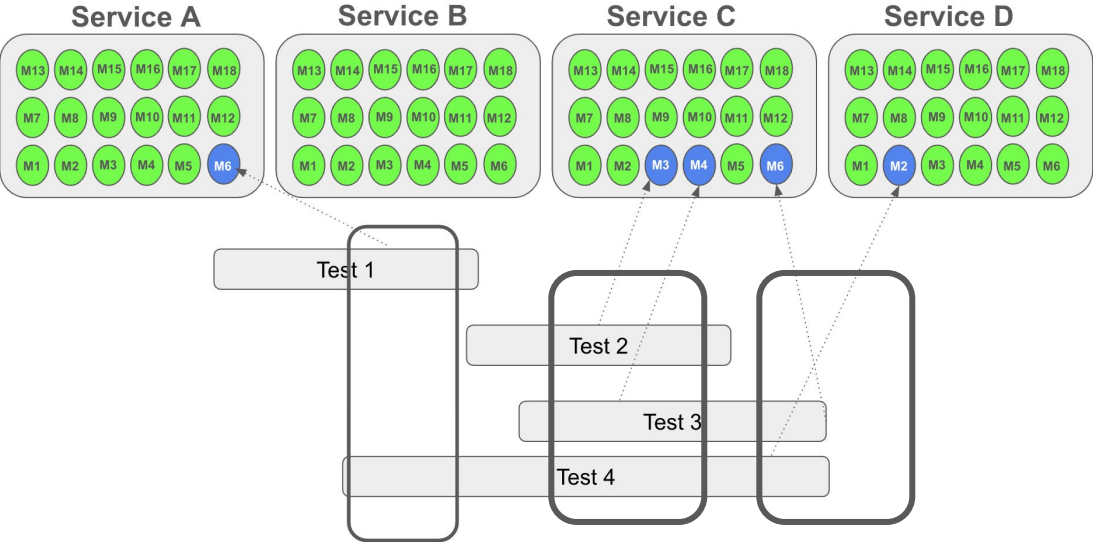 Service A Service B Service C Service D
M13 M14 M15 M16 M17 M18 M13 M14 M15 M16 M17 M18 M13 M14 M15 M16 M17 M18 M13 M14 M15 M16 M17 M18
M7 M8 M9 M10 M11 M12 M7 M8 M9 M10 M11 M12 M7 M8 M9 M10 M11 M12 M7 M8 M9 M10 M11 M12
M1 M2 M3 M4 M5 M6 M1 M2 M3 M4 M5 M6 M1 M2 M3 M4 M5 M6 M1 M2 M3 M4 M5 M6
Test 1
Test 2
Test 3
Test 4